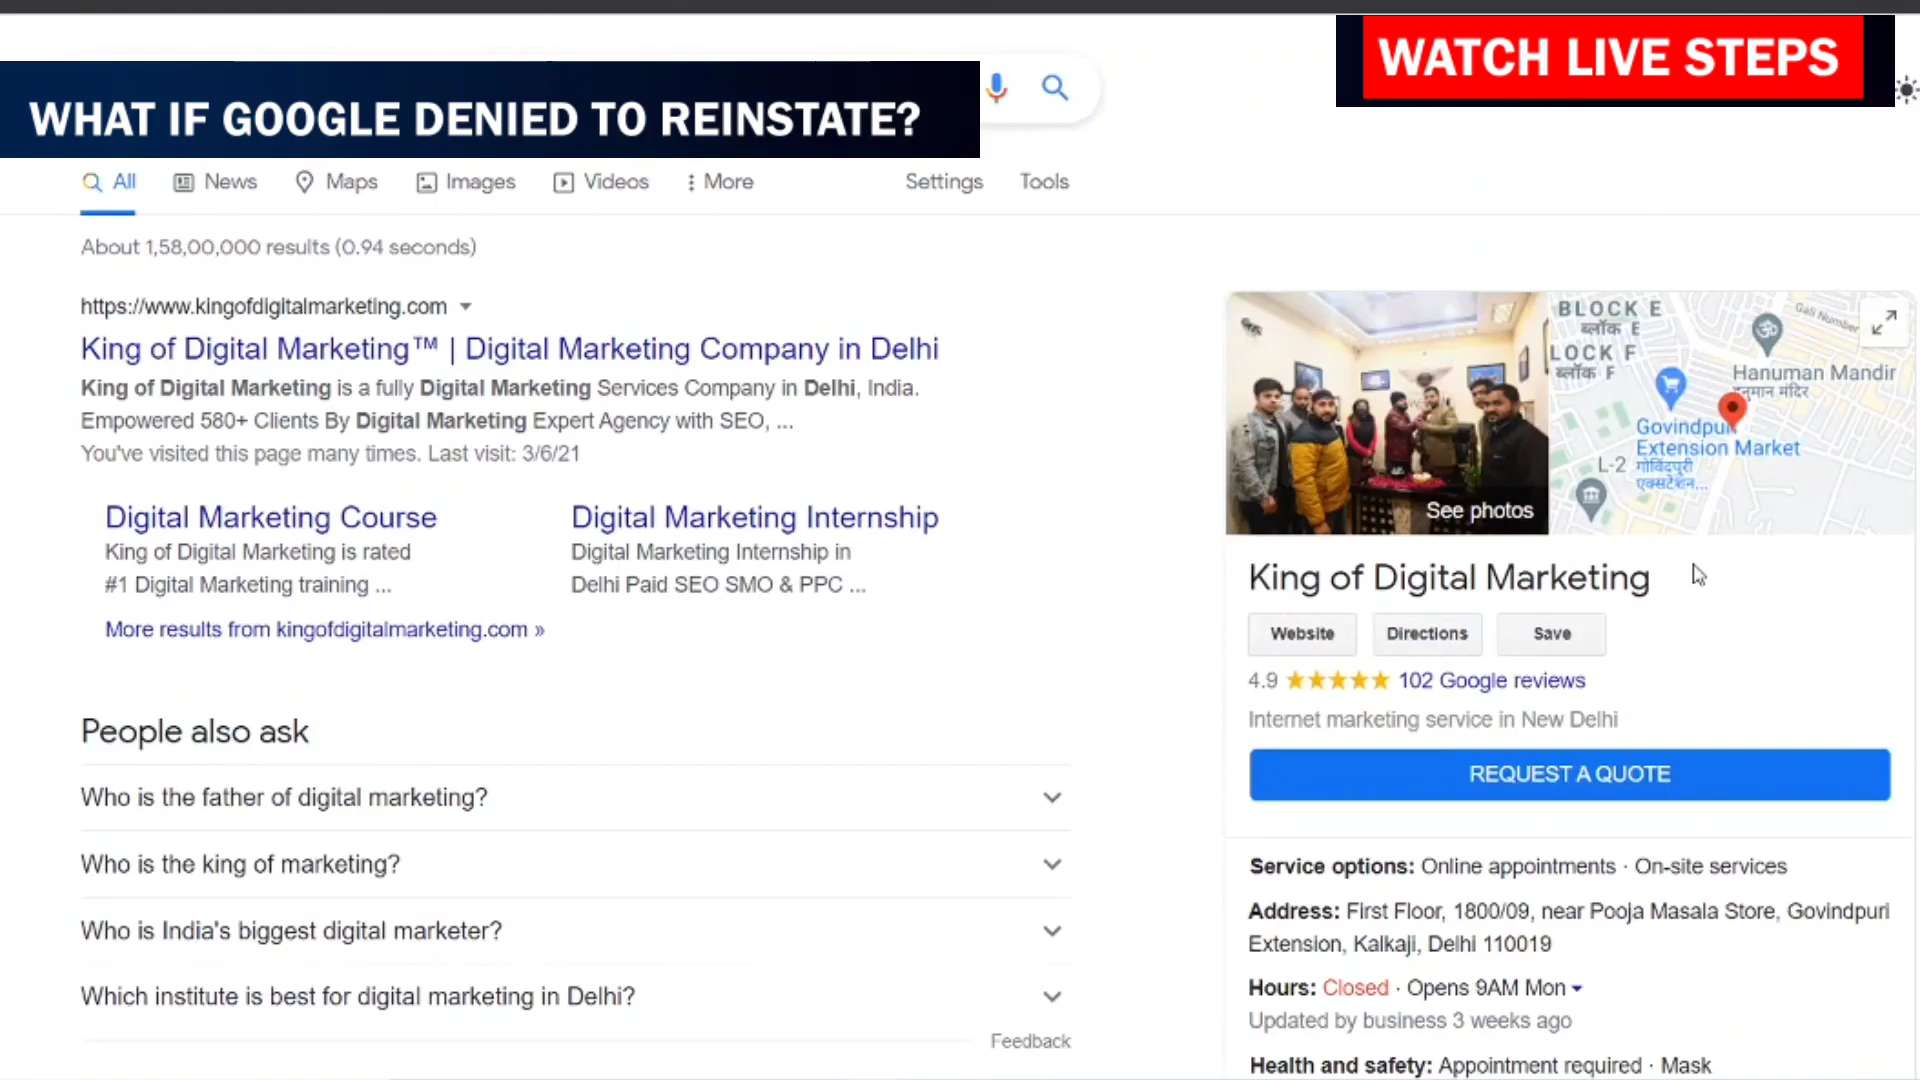 WATCH LIVE STEPS
WHAT IF GOOGLE DENIED TO REINSTATE?
All News Maps Images Videos More Settings Tools
About 1,58,00,000 results (0.94 seconds)
https://www.kingofdigitalmarketing.com
King of Digital Marketing™ | Digital Marketing Company in Delhi
King of Digital Marketing is a fully Digital Marketing Services Company in Delhi, India.
Empowered 580+ Clients By Digital Marketing Expert Agency with SEO, ...
You've visited this page many times. Last visit: 3/6/21
Digital Marketing Course
King of Digital Marketing is rated
#1 Digital Marketing training ...
Digital Marketing Internship
Digital Marketing Internship in
Delhi Paid SEO SMO & PPC ...
More results from kingofdigitalmarketing.com »
People also ask
Who is the father of digital marketing?
Who is the king of marketing?
Who is India's biggest digital marketer?
Which institute is best for digital marketing in Delhi?
Feedback
See photos
BLOCK E
ब्लॉक E
LOCK F
ब्लॉक F
Gali Number
Hanuman Mandir
हनुमान मंदिर
Govindpuri
Extension Market
गोविंदपुरी
एक्सटेंशन...
L-2
King of Digital Marketing
Website Directions Save
4.9 102 Google reviews
Internet marketing service in New Delhi
REQUEST A QUOTE
Service options: Online appointments · On-site services
Address: First Floor, 1800/09, near Pooja Masala Store, Govindpuri
Extension, Kalkaji, Delhi 110019
Hours: Closed · Opens 9AM Mon
Updated by business 3 weeks ago
Health and safety: Appointment required · Mask